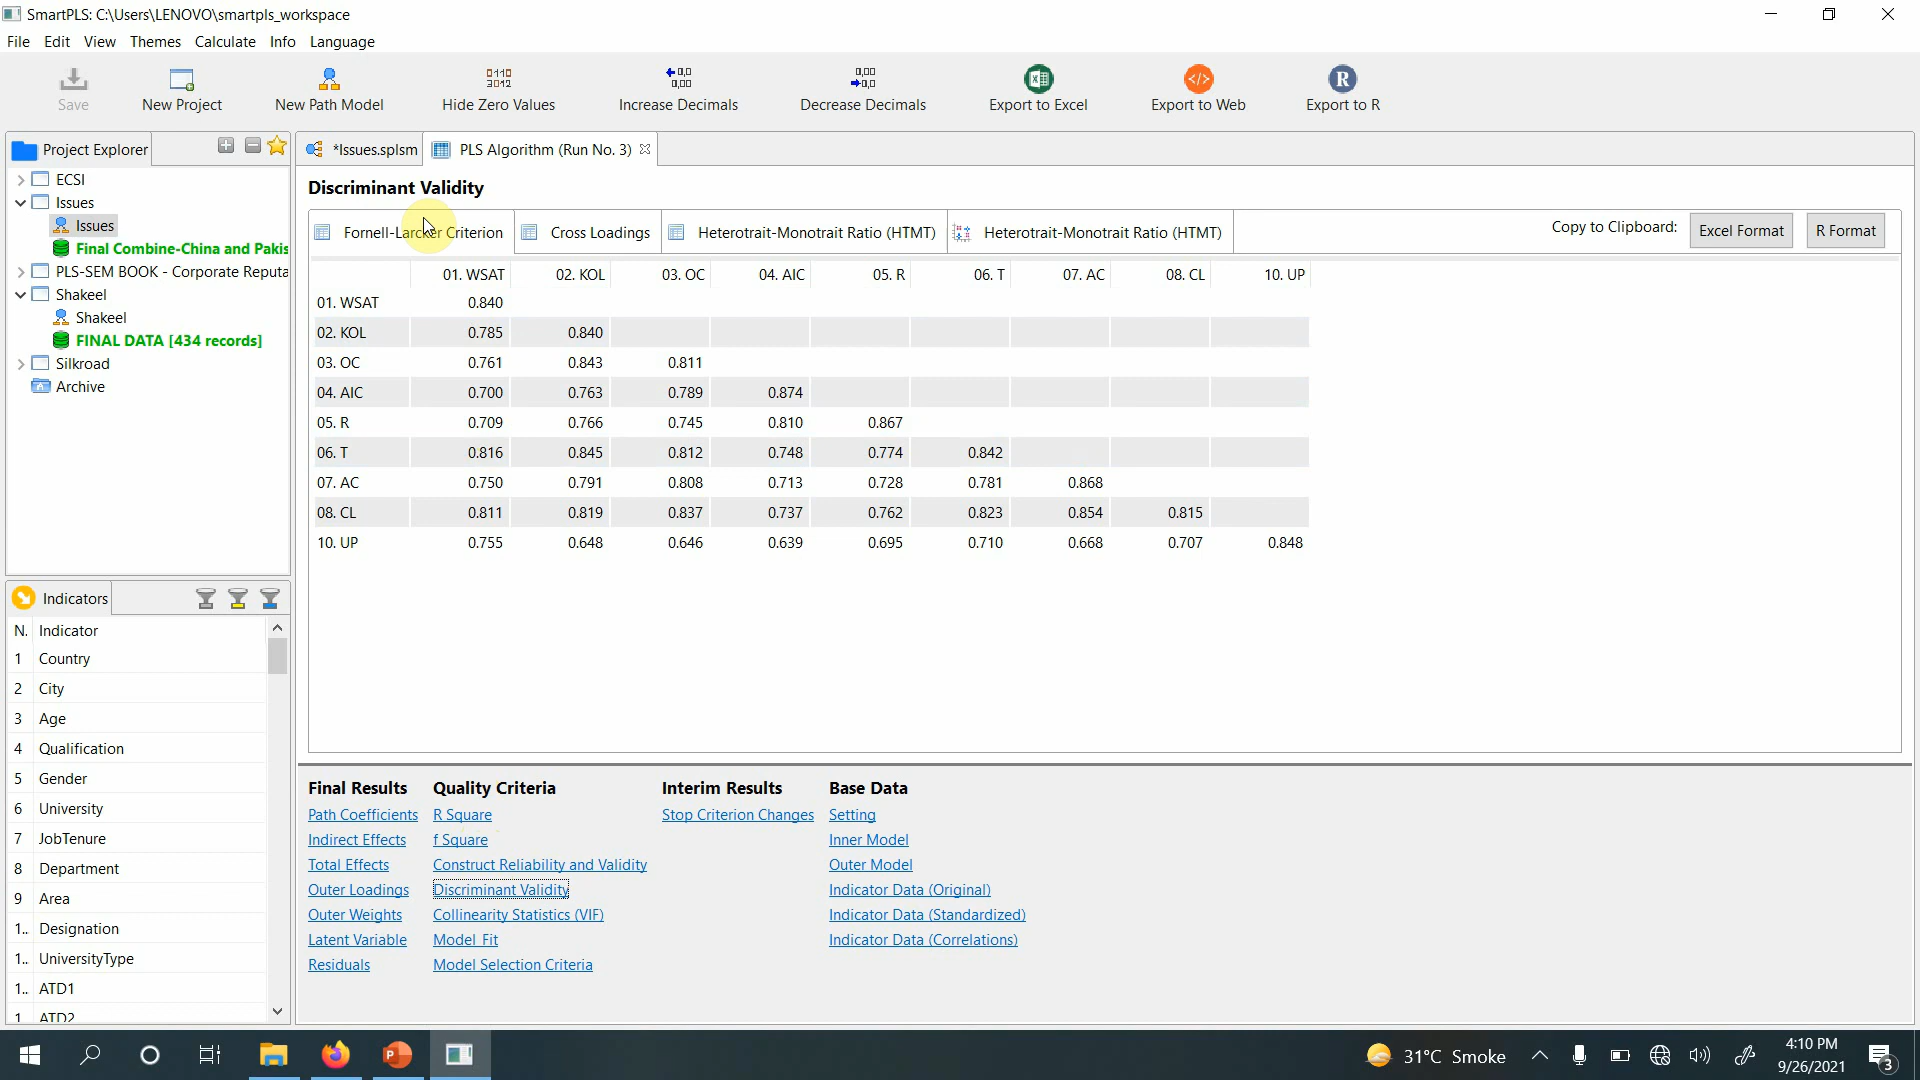 SmartPLS: C:\Users\LENOVO\smartpls_workspace
File Edit View Themes Calculate Info Language
Save New Project New Path Model Hide Zero Values Increase Decimals Decrease Decimals Export to Excel Export to Web Export to R
Project Explorer
ECSI
Issues
Issues
Final Combine-China and Pakis
PLS-SEM BOOK - Corporate Reputa
Shakeel
Shakeel
FINAL DATA [434 records]
Silkroad
Archive
Indicators
N. Indicator
1 Country
2 City
3 Age
4 Qualification
5 Gender
6 University
7 JobTenure
8 Department
9 Area
1.. Designation
1.. UniversityType
1.. ATD1
1 ATD2
*Issues.splsm PLS Algorithm (Run No. 3)
Discriminant Validity
Fornell-Larcker Criterion Cross Loadings Heterotrait-Monotrait Ratio (HTMT) Heterotrait-Monotrait Ratio (HTMT) Copy to Clipboard: Excel Format R Format
01. WSAT 02. KOL 03. OC 04. AIC 05. R 06. T 07. AC 08. CL 10. UP
01. WSAT 0.840
02. KOL 0.785 0.840
03. OC 0.761 0.843 0.811
04. AIC 0.700 0.763 0.789 0.874
05. R 0.709 0.766 0.745 0.810 0.867
06. T 0.816 0.845 0.812 0.748 0.774 0.842
07. AC 0.750 0.791 0.808 0.713 0.728 0.781 0.868
08. CL 0.811 0.819 0.837 0.737 0.762 0.823 0.854 0.815
10. UP 0.755 0.648 0.646 0.639 0.695 0.710 0.668 0.707 0.848
Final Results Quality Criteria Interim Results Base Data
Path Coefficients R Square Stop Criterion Changes Setting
Indirect Effects f Square Inner Model
Total Effects Construct Reliability and Validity Outer Model
Outer Loadings Discriminant Validity Indicator Data (Original)
Outer Weights Collinearity Statistics (VIF) Indicator Data (Standardized)
Latent Variable Model_Fit Indicator Data (Correlations)
Residuals Model Selection Criteria
31°C Smoke
4:10 PM
9/26/2021
3